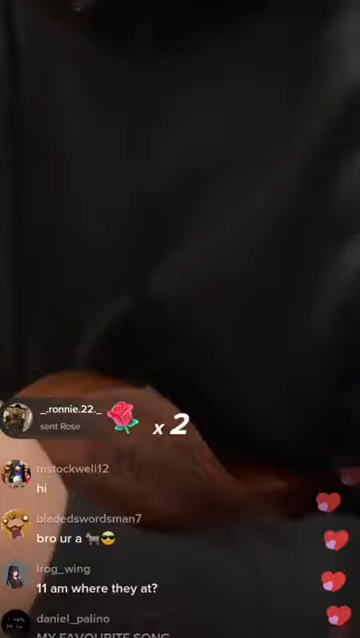 _.ronnie.22._
sent Rose
x 2
mstockwell12
hi
bladedswordsman7
bro ur a 🐐😎
lrog_wing
11 am where they at?
daniel_palino
MY FAVOURITE SONG